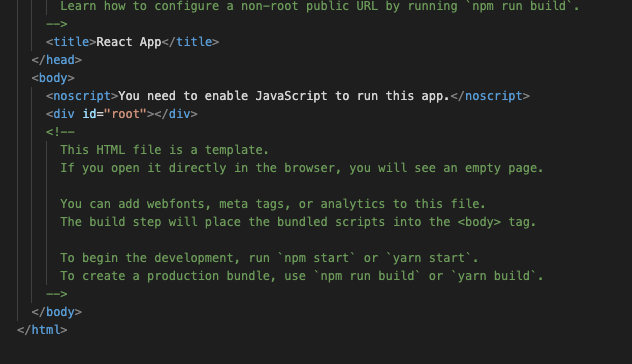 Learn how to configure a non-root public URL by running `npm run build`.
-->
<title>React App</title>
</head>
<body>
<noscript>You need to enable JavaScript to run this app.</noscript>
<div id="root"></div>
<!--
This HTML file is a template.
If you open it directly in the browser, you will see an empty page.
You can add webfonts, meta tags, or analytics to this file.
The build step will place the bundled scripts into the <body> tag.
To begin the development, run `npm start` or `yarn start`.
To create a production bundle, use `npm run build` or `yarn build`.
-->
</body>
</html>